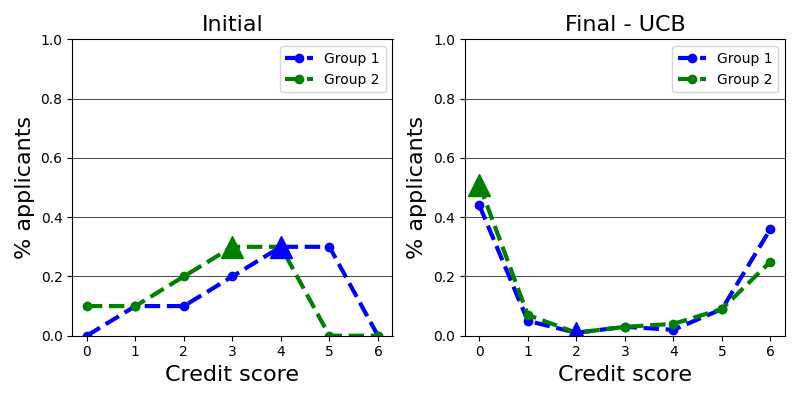 Initial
% applicants
1.0
0.8
0.6
0.4
0.2
0.0
Group 1
Group 2
0 1 2 3 4 5 6
Credit score
Final - UCB
% applicants
1.0
0.8
0.6
0.4
0.2
0.0
Group 1
Group 2
0 1 2 3 4 5 6
Credit score